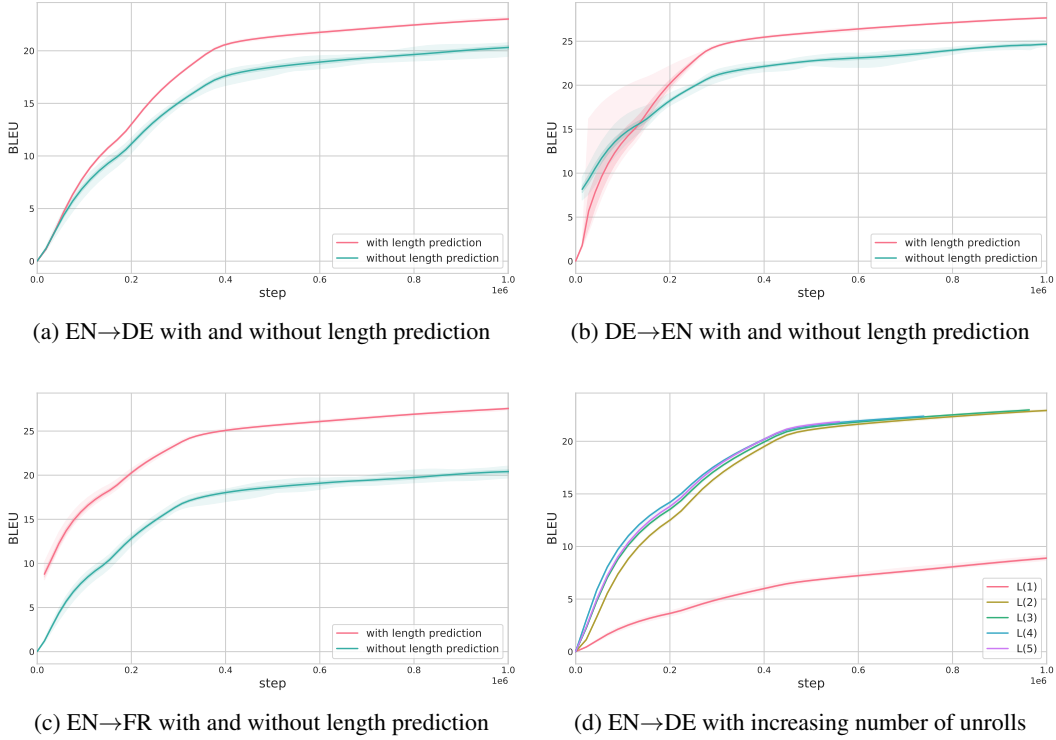 20
15
10
5
0
BLEU
with length prediction
without length prediction
0.0 0.2 0.4 0.6 0.8 1.0
1e6
step
(a) EN→DE with and without length prediction
25
20
15
10
5
0
BLEU
with length prediction
without length prediction
0.0 0.2 0.4 0.6 0.8 1.0
1e6
step
(b) DE→EN with and without length prediction
25
20
15
10
5
0
BLEU
with length prediction
without length prediction
0.0 0.2 0.4 0.6 0.8 1.0
1e6
step
(c) EN→FR with and without length prediction
20
15
10
5
0
BLEU
L(1)
L(2)
L(3)
L(4)
L(5)
0.0 0.2 0.4 0.6 0.8 1.0
1e6
step
(d) EN→DE with increasing number of unrolls